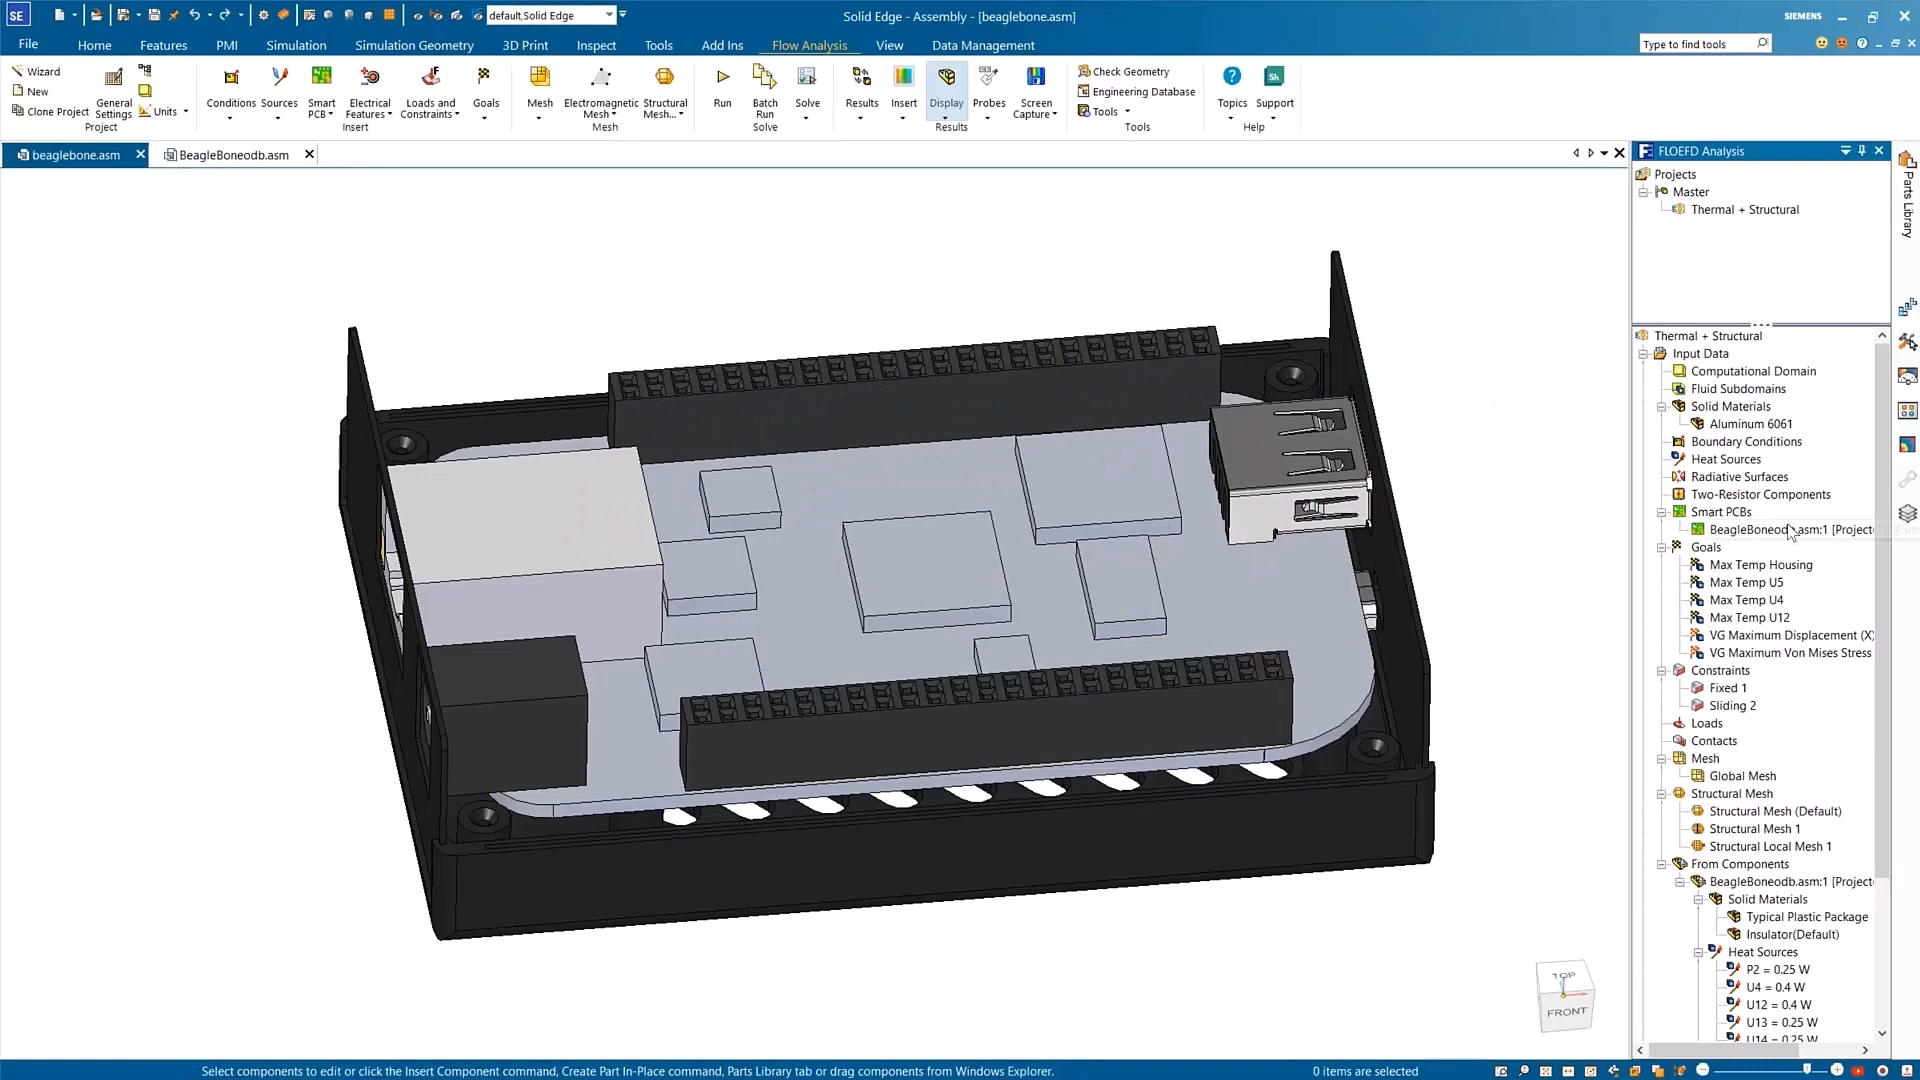 SE
default,Solid Edge
Solid Edge - Assembly - [beaglebone.asm]
SIEMENS
File
Home
Features
PMI
Simulation
Simulation Geometry
3D Print
Inspect
Tools
Add Ins
Flow Analysis
View
Data Management
Type to find tools
Wizard
New
Clone Project
General Settings
Units
Project
Conditions
Sources
Smart PCB
Electrical Features
Loads and Constraints
Goals
Insert
Mesh
Electromagnetic Mesh
Structural Mesh...
Mesh
Run
Batch Run
Solve
Solve
Results
Insert
Display
Probes
Screen Capture
Results
Check Geometry
Engineering Database
Tools
Tools
Topics
Support
Help
beaglebone.asm
BeagleBoneodb.asm
FLOEFD Analysis
Projects
Master
Thermal + Structural
Parts Library
Thermal + Structural
Input Data
Computational Domain
Fluid Subdomains
Solid Materials
Aluminum 6061
Boundary Conditions
Heat Sources
Radiative Surfaces
Two-Resistor Components
Smart PCBs
BeagleBoneodb.asm:1 [Project
Goals
Max Temp Housing
Max Temp U5
Max Temp U4
Max Temp U12
VG Maximum Displacement (X)
VG Maximum Von Mises Stress
Constraints
Fixed 1
Sliding 2
Loads
Contacts
Mesh
Global Mesh
Structural Mesh
Structural Mesh (Default)
Structural Mesh 1
Structural Local Mesh 1
From Components
BeagleBoneodb.asm:1 [Project
Solid Materials
Typical Plastic Package
Insulator(Default)
Heat Sources
P2 = 0.25 W
U4 = 0.4 W
U12 = 0.4 W
U13 = 0.25 W
U14 = 0.25 W
TOP
FRONT
Select components to edit or click the Insert Component command, Create Part In-Place command, Parts Library tab or drag components from Windows Explorer.
0 items are selected